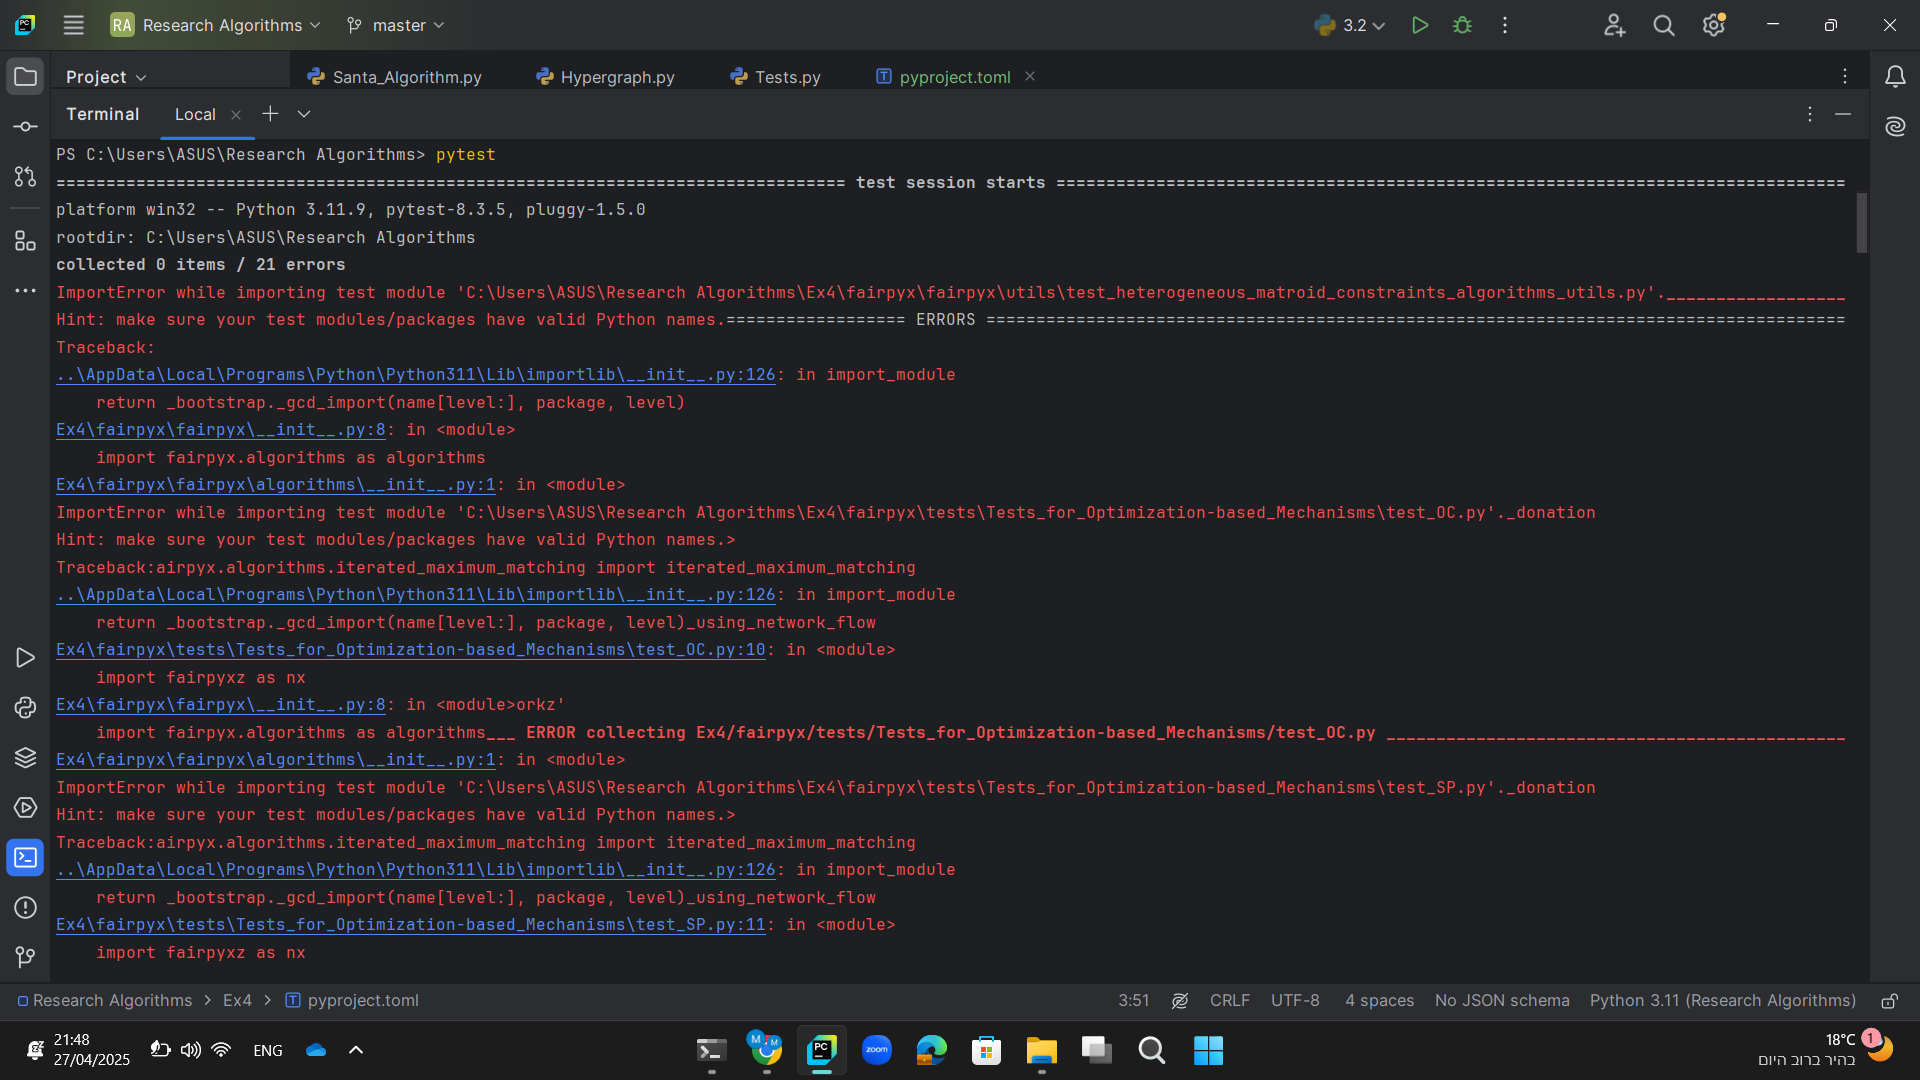 RA Research Algorithms master 3.2
Project Santa_Algorithm.py Hypergraph.py Tests.py pyproject.toml
Terminal Local
PS C:\Users\ASUS\Research Algorithms> pytest
=============================================================================== test session starts ===============================================================================
platform win32 -- Python 3.11.9, pytest-8.3.5, pluggy-1.5.0
rootdir: C:\Users\ASUS\Research Algorithms
collected 0 items / 21 errors
ImportError while importing test module 'C:\Users\ASUS\Research Algorithms\Ex4\fairpyx\fairpyx\utils\test_heterogeneous_matroid_constraints_algorithms_utils.py'.__________________
Hint: make sure your test modules/packages have valid Python names.================== ERRORS ======================================================================================
Traceback:
..\AppData\Local\Programs\Python\Python311\Lib\importlib\__init__.py:126: in import_module
return _bootstrap._gcd_import(name[level:], package, level)
Ex4\fairpyx\fairpyx\__init__.py:8: in <module>
import fairpyx.algorithms as algorithms
Ex4\fairpyx\fairpyx\algorithms\__init__.py:1: in <module>
ImportError while importing test module 'C:\Users\ASUS\Research Algorithms\Ex4\fairpyx\tests\Tests_for_Optimization-based_Mechanisms\test_OC.py'._donation
Hint: make sure your test modules/packages have valid Python names.>
Traceback:airpyx.algorithms.iterated_maximum_matching import iterated_maximum_matching
..\AppData\Local\Programs\Python\Python311\Lib\importlib\__init__.py:126: in import_module
return _bootstrap._gcd_import(name[level:], package, level)_using_network_flow
Ex4\fairpyx\tests\Tests_for_Optimization-based_Mechanisms\test_OC.py:10: in <module>
import fairpyxz as nx
Ex4\fairpyx\fairpyx\__init__.py:8: in <module>orkz'
import fairpyx.algorithms as algorithms___ ERROR collecting Ex4/fairpyx/tests/Tests_for_Optimization-based_Mechanisms/test_OC.py ______________________________________________
Ex4\fairpyx\fairpyx\algorithms\__init__.py:1: in <module>
ImportError while importing test module 'C:\Users\ASUS\Research Algorithms\Ex4\fairpyx\tests\Tests_for_Optimization-based_Mechanisms\test_SP.py'._donation
Hint: make sure your test modules/packages have valid Python names.>
Traceback:airpyx.algorithms.iterated_maximum_matching import iterated_maximum_matching
..\AppData\Local\Programs\Python\Python311\Lib\importlib\__init__.py:126: in import_module
return _bootstrap._gcd_import(name[level:], package, level)_using_network_flow
Ex4\fairpyx\tests\Tests_for_Optimization-based_Mechanisms\test_SP.py:11: in <module>
import fairpyxz as nx
Research Algorithms > Ex4 > pyproject.toml 3:51 CRLF UTF-8 4 spaces No JSON schema Python 3.11 (Research Algorithms)
21:48 ENG zoom 18°C 1
27/04/2025 בהיר ברוב היום